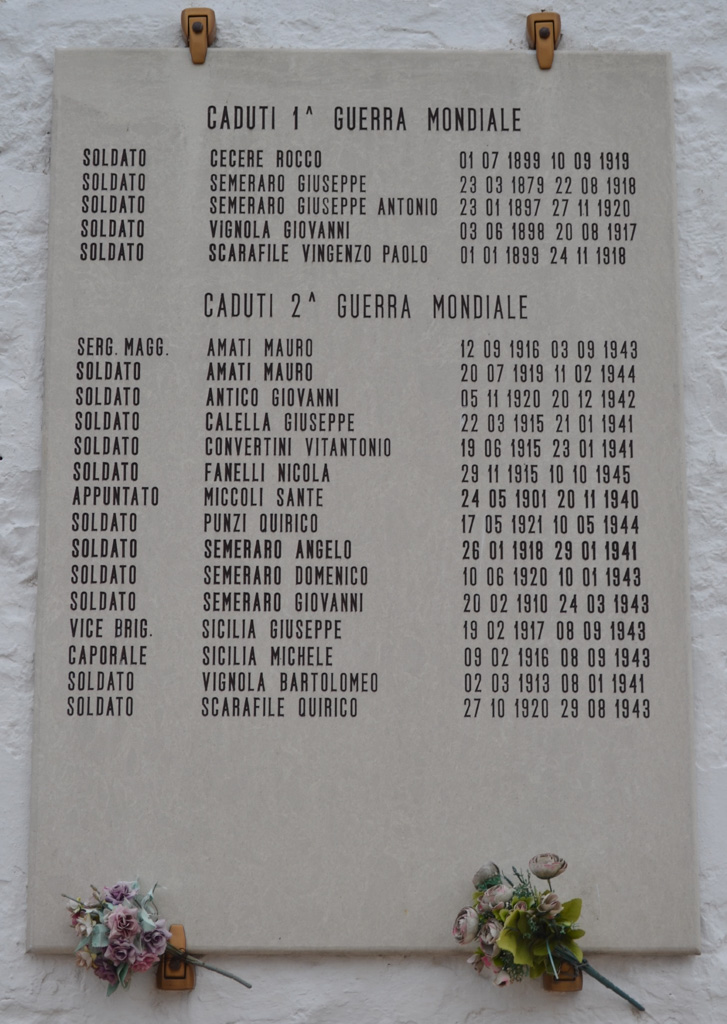 CADUTI 1^ GUERRA MONDIALE
SOLDATO CECERE ROCCO 01 07 1899 10 09 1919
SOLDATO SEMERARO GIUSEPPE 23 03 1879 22 08 1918
SOLDATO SEMERARO GIUSEPPE ANTONIO 23 01 1897 27 11 1920
SOLDATO VIGNOLA GIOVANNI 03 06 1898 20 08 1917
SOLDATO SCARAFILE VINGENZO PAOLO 01 01 1899 24 11 1918
CADUTI 2^ GUERRA MONDIALE
SERG. MAGG. AMATI MAURO 12 09 1916 03 09 1943
SOLDATO AMATI MAURO 20 07 1919 11 02 1944
SOLDATO ANTICO GIOVANNI 05 11 1920 20 12 1942
SOLDATO CALELLA GIUSEPPE 22 03 1915 21 01 1941
SOLDATO CONVERTINI VITANTONIO 19 06 1915 23 01 1941
SOLDATO FANELLI NICOLA 29 11 1915 10 10 1945
APPUNTATO MICCOLI SANTE 24 05 1901 20 11 1940
SOLDATO PUNZI QUIRICO 17 05 1921 10 05 1944
SOLDATO SEMERARO ANGELO 26 01 1918 29 01 1941
SOLDATO SEMERARO DOMENICO 10 06 1920 10 01 1943
SOLDATO SEMERARO GIOVANNI 20 02 1910 24 03 1943
VICE BRIG. SICILIA GIUSEPPE 19 02 1917 08 09 1943
CAPORALE SICILIA MICHELE 09 02 1916 08 09 1943
SOLDATO VIGNOLA BARTOLOMEO 02 03 1913 08 01 1941
SOLDATO SCARAFILE QUIRICO 27 10 1920 29 08 1943